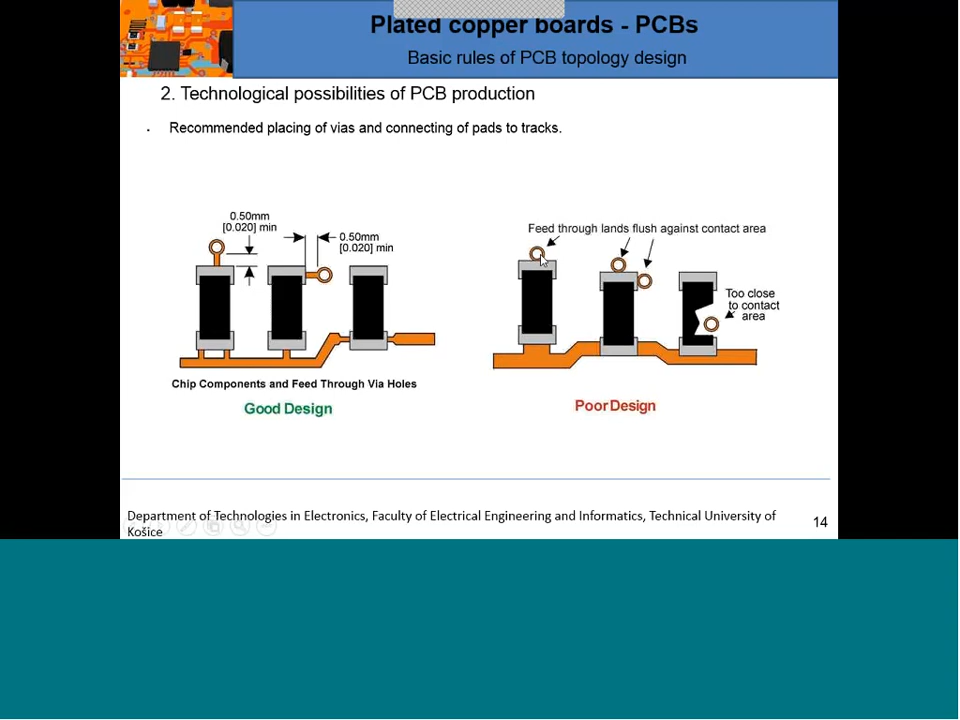 Plated copper boards - PCBs
Basic rules of PCB topology design
2. Technological possibilities of PCB production
• Recommended placing of vias and connecting of pads to tracks.
0.50mm
[0.020] min
0.50mm
[0.020] min
Chip Components and Feed Through Via Holes
Good Design
Feed through lands flush against contact area
Too close
to contact
area
Poor Design
Department of Technologies in Electronics, Faculty of Electrical Engineering and Informatics, Technical University of
Košice
14